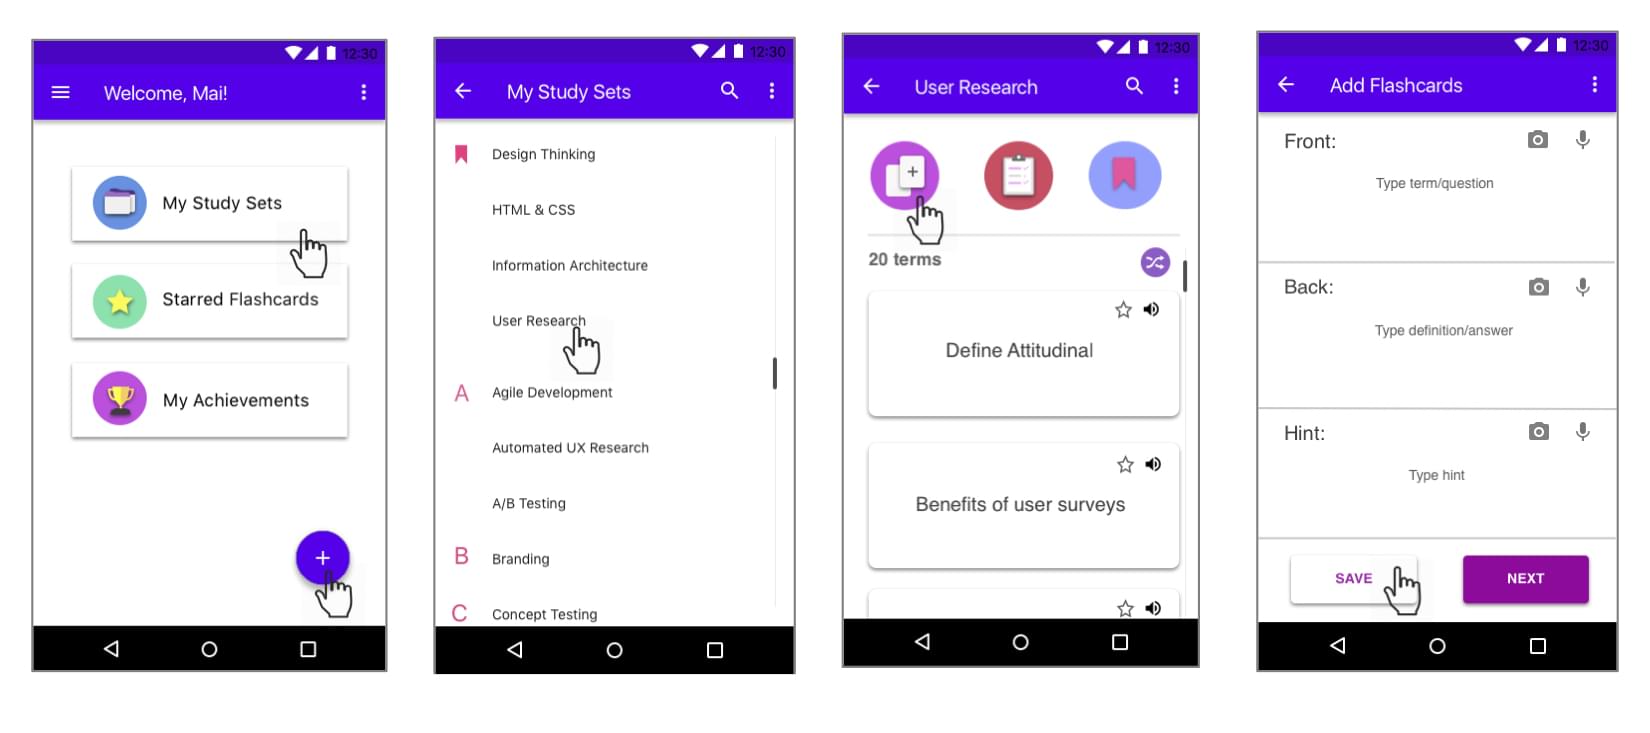 12:30
Welcome, Mai!
My Study Sets
Starred Flashcards
My Achievements
+
12:30
My Study Sets
Design Thinking
HTML & CSS
Information Architecture
User Research
A Agile Development
Automated UX Research
A/B Testing
B Branding
C Concept Testing
12:30
User Research
+
20 terms
Define Attitudinal
Benefits of user surveys
12:30
Add Flashcards
Front:
Type term/question
Back:
Type definition/answer
Hint:
Type hint
SAVE NEXT